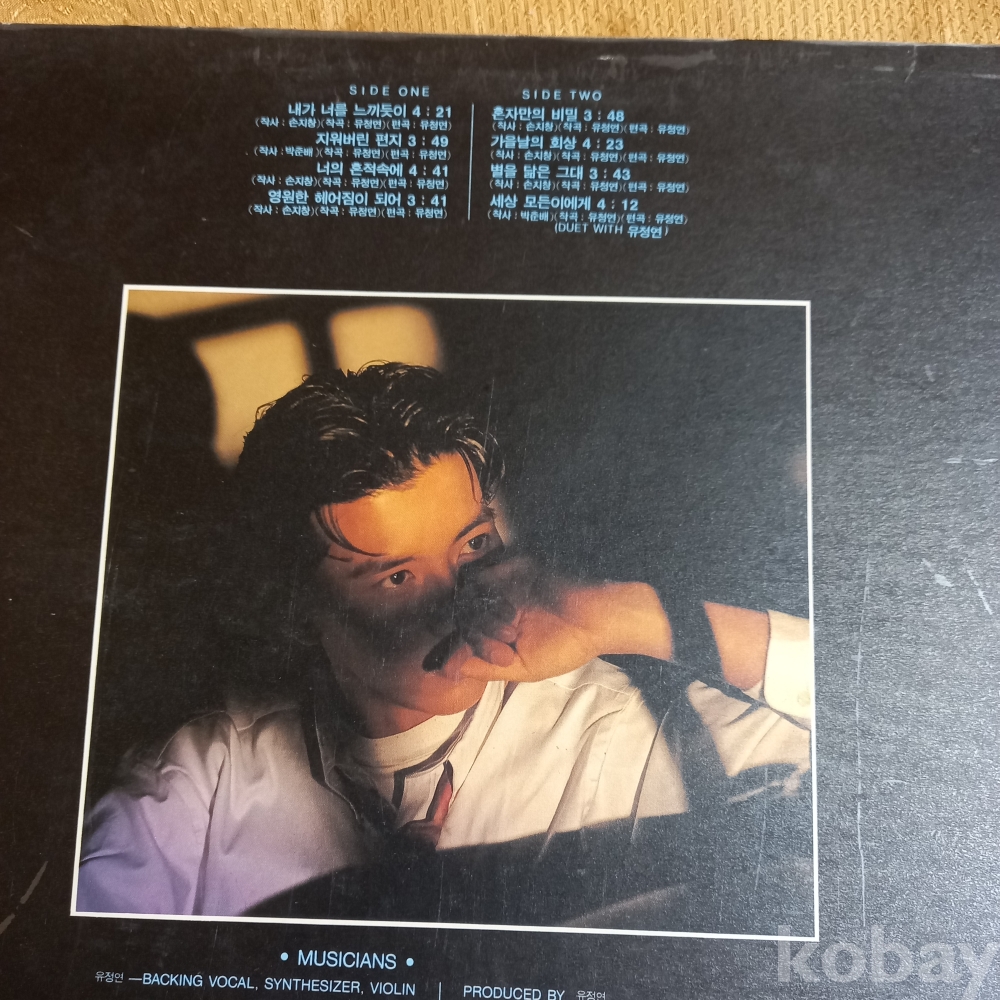 SIDE ONE
내가 너를 느끼듯이 4 : 21
(작사 : 손지창)(작곡 : 유정연)(편곡 : 유정연)
지워버린 편지 3 : 49
(작사 : 박준배)(작곡 : 유정연)(편곡 : 유정연)
너의 흔적속에 4 : 41
(작사 : 손지창)(작곡 : 유정연)(편곡 : 유정연)
영원한 헤어짐이 되어 3 : 41
(작사 : 손지창)(작곡 : 유정연)(편곡 : 유정연)
SIDE TWO
혼자만의 비밀 3 : 48
(작사 : 손지창)(작곡 : 유정연)(편곡 : 유정연)
가을날의 회상 4 : 23
(작사 : 손지창)(작곡 : 유정연)(편곡 : 유정연)
별을 닮은 그대 3 : 43
(작사 : 손지창)(작곡 : 유정연)(편곡 : 유정연)
세상 모든이에게 4 : 12
(작사 : 박준배)(작곡 : 유정연)(편곡 : 유정연)
(DUET WITH 유정연)
• MUSICIANS •
유정연 —BACKING VOCAL, SYNTHESIZER, VIOLIN
PRODUCED BY 유정연
kobay